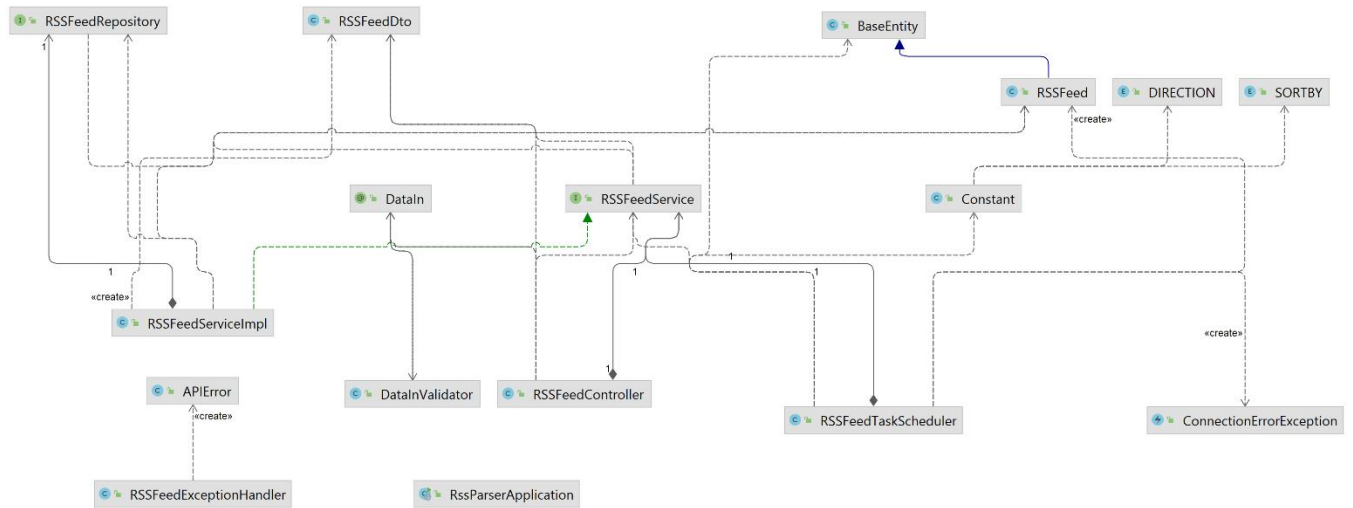 RSSFeedRepository
RSSFeedDto
BaseEntity
1
RSSFeed
DIRECTION
SORTBY
«create»
DataIn
RSSFeedService
Constant
1
1
1
1
«create»
RSSFeedServiceImpl
«create»
1
APIError
DataInValidator
RSSFeedController
«create»
RSSFeedTaskScheduler
ConnectionErrorException
RSSFeedExceptionHandler
RssParserApplication